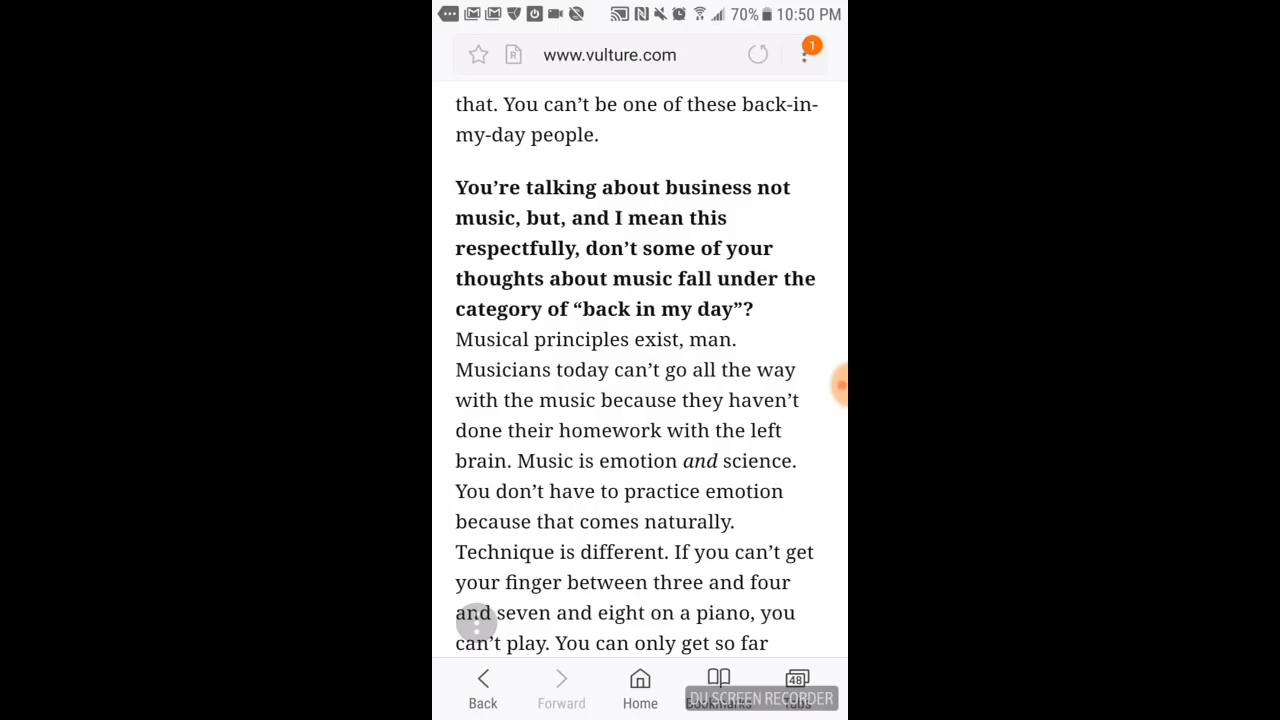 70% 10:50 PM
www.vulture.com
1
that. You can’t be one of these back-in-
my-day people.
You’re talking about business not
music, but, and I mean this
respectfully, don’t some of your
thoughts about music fall under the
category of “back in my day”?
Musical principles exist, man.
Musicians today can’t go all the way
with the music because they haven’t
done their homework with the left
brain. Music is emotion and science.
You don’t have to practice emotion
because that comes naturally.
Technique is different. If you can’t get
your finger between three and four
and seven and eight on a piano, you
can’t play. You can only get so far
48
Back Forward Home Bookmarks Tabs
DU SCREEN RECORDER